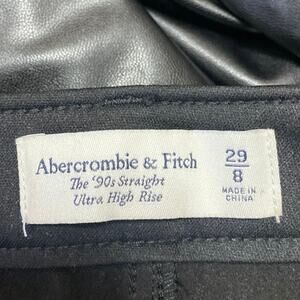 Abercrombie & Fitch
The '90s Straight
Ultra High Rise
29
8
MADE IN
CHINA